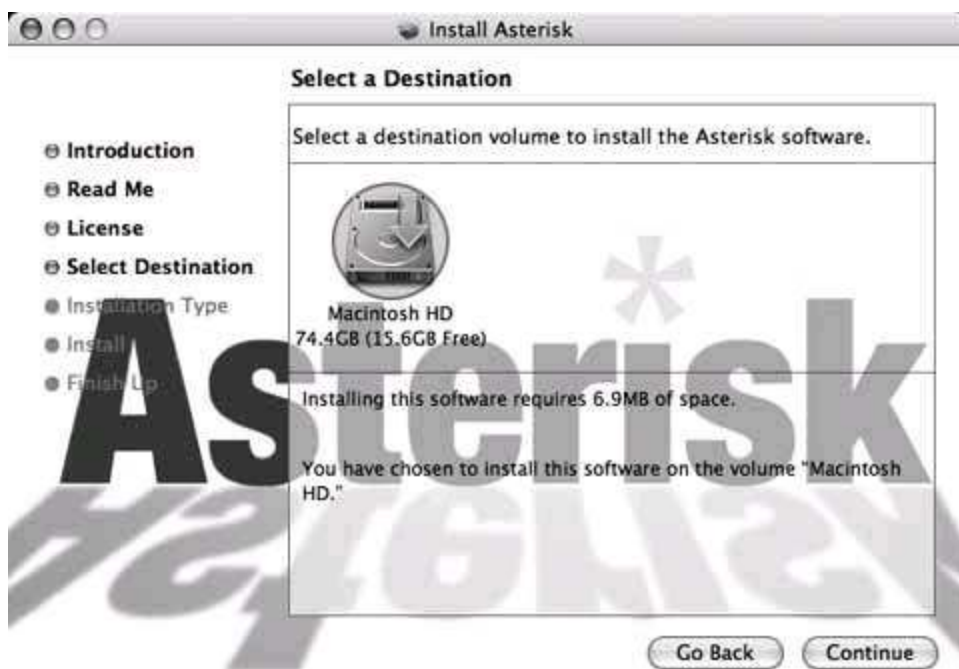 Install Asterisk
Select a Destination
Introduction
Read Me
License
Select Destination
Installation Type
Install
Finish Up
Select a destination volume to install the Asterisk software.
Macintosh HD
74.4GB (15.6GB Free)
Installing this software requires 6.9MB of space.
You have chosen to install this software on the volume "Macintosh
HD."
Asterisk
Go Back
Continue